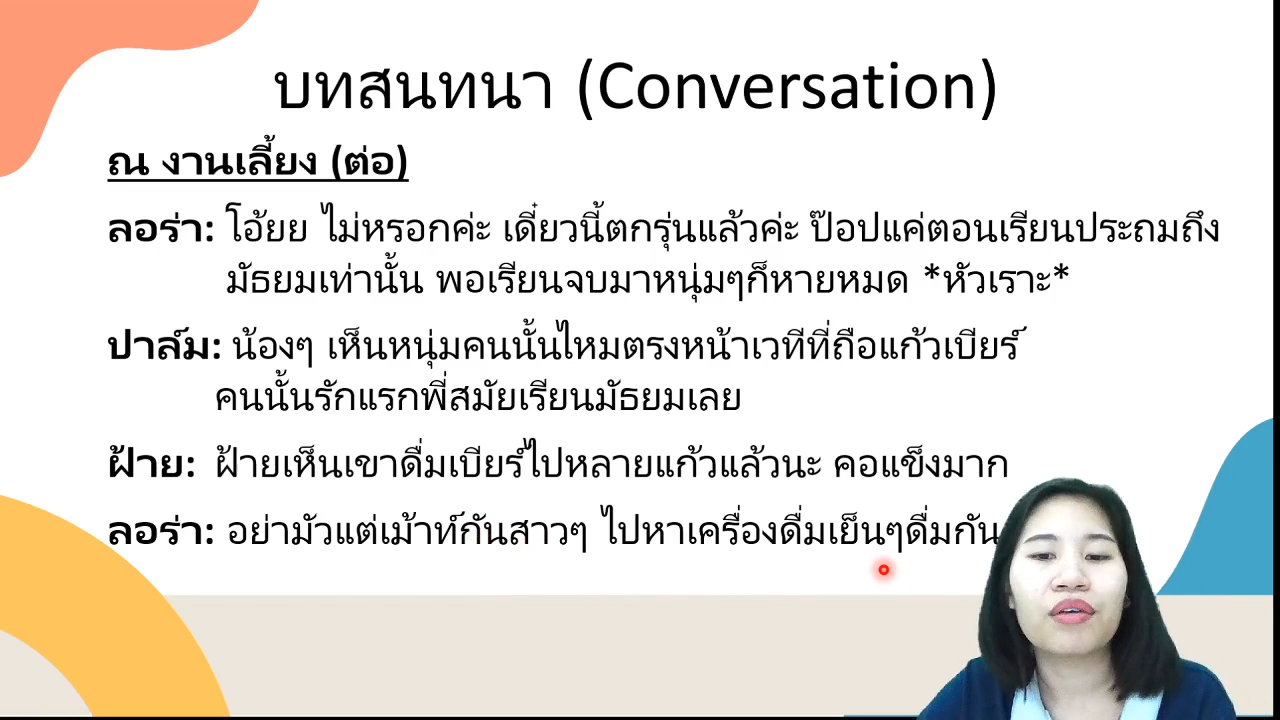 บทสนทนา (Conversation)
ณ งานเลี้ยง (ต่อ)
ลอร่า: โอ้ยย ไม่หรอกค่ะ เดี๋ยวนี้ตกรุ่นแล้วค่ะ ป๊อปแค่ตอนเรียนประถมถึง
มัธยมเท่านั้น พอเรียนจบมาหนุ่มๆก็หายหมด *หัวเราะ*
ปาล์ม: น้องๆ เห็นหนุ่มคนนั้นไหมตรงหน้าเวทีที่ถือแก้วเบียร์
คนนั้นรักแรกพี่สมัยเรียนมัธยมเลย
ฝ้าย: ฝ้ายเห็นเขาดื่มเบียร์ไปหลายแก้วแล้วนะ คอแข็งมาก
ลอร่า: อย่ามัวแต่เม้าท์กันสาวๆ ไปหาเครื่องดื่มเย็นๆดื่มกัน